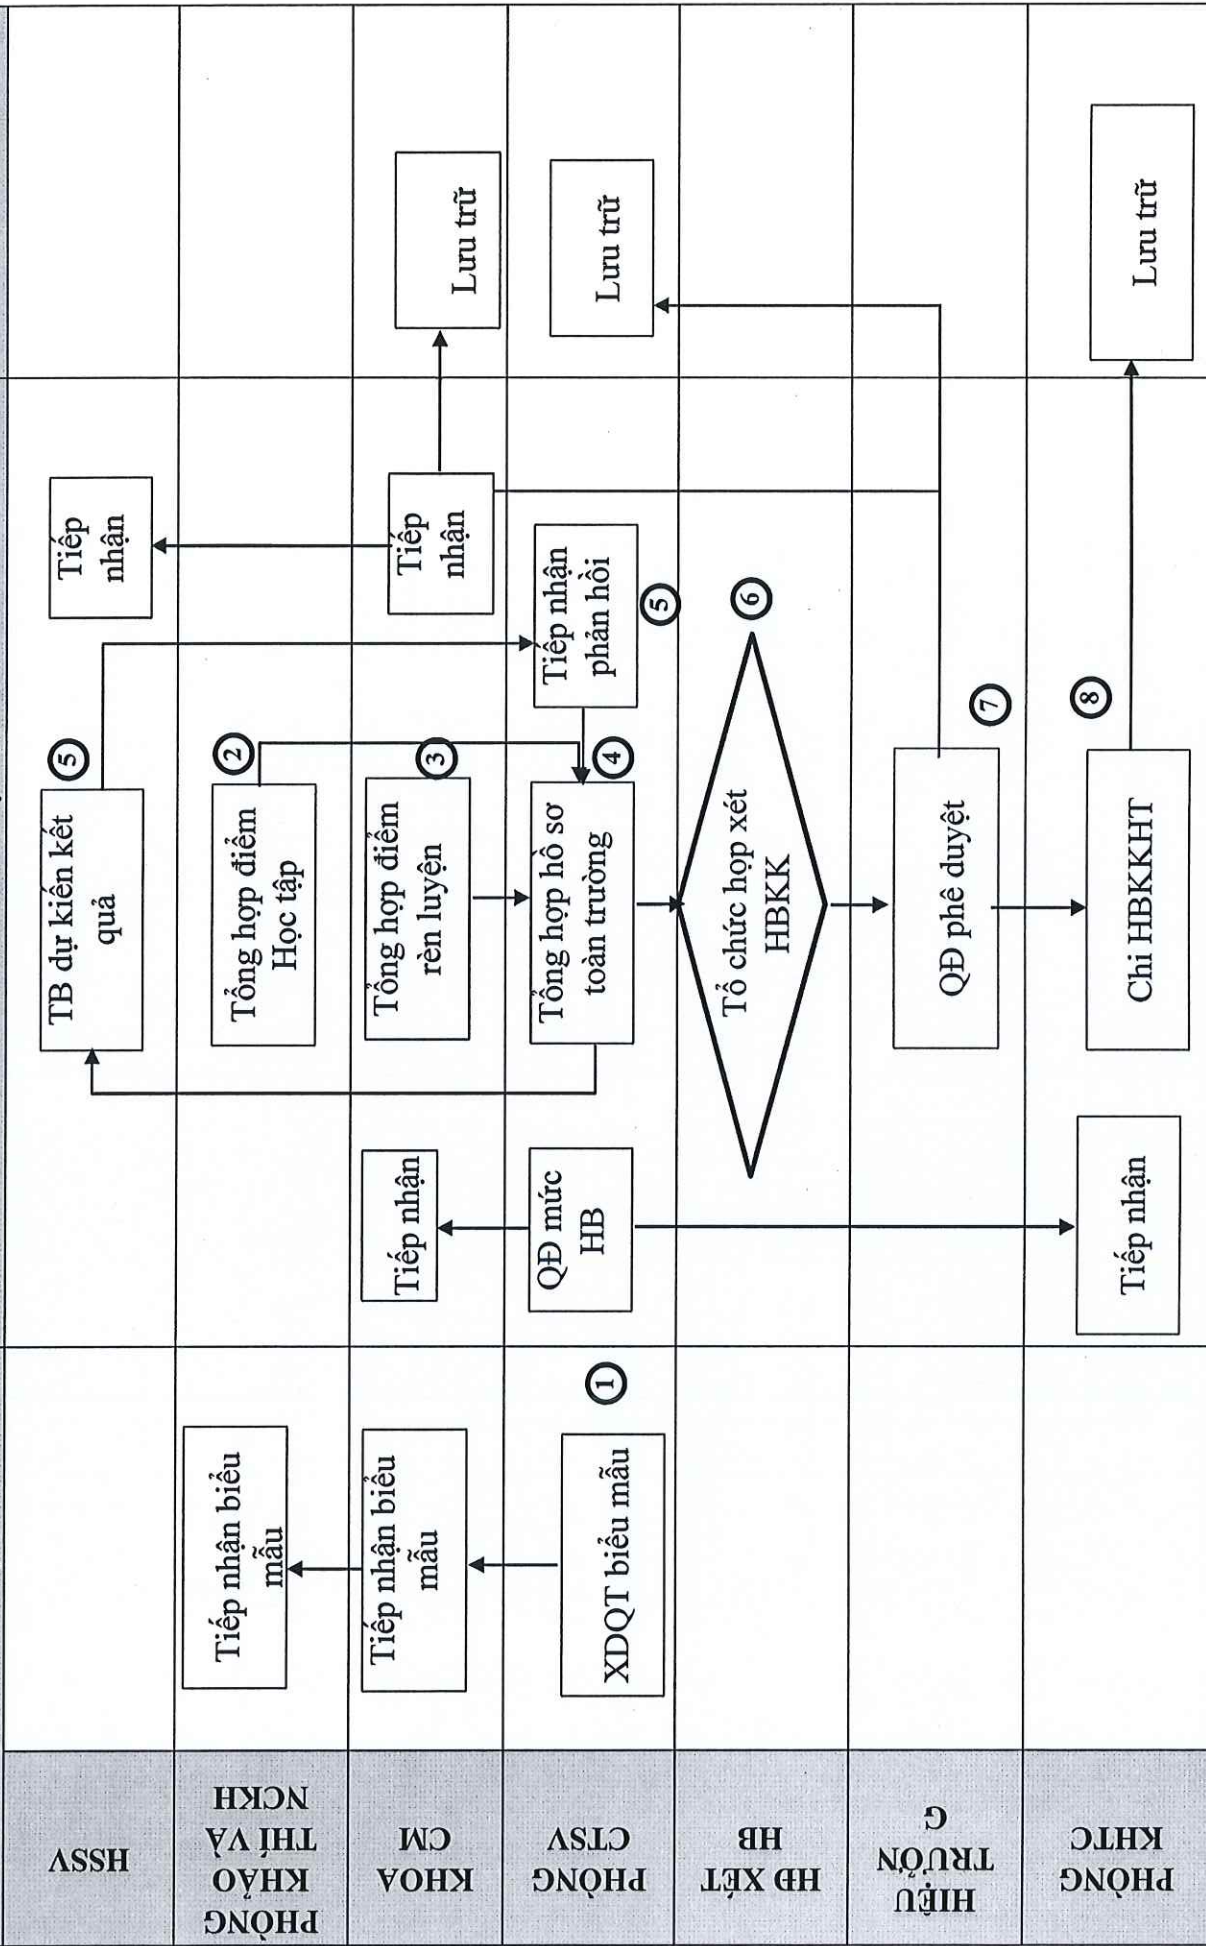 HSSV
PHÒNG
KHẢO
THÍ VÀ
NCKH
KHOA
CM
PHÒNG
CTSV
HĐ XÉT
HB
HIỆU
TRƯỞN
G
PHÒNG
KHTC
Tiếp nhận biểu
mẫu
Tiếp nhận biểu
mẫu
XDQT biểu mẫu
1
Tiếp nhận
QĐ mức
HB
Tiếp nhận
TB dự kiến kết
quả
5
Tổng hợp điểm
Học tập
2
Tổng hợp điểm
rèn luyện
3
Tổng hợp hồ sơ
toàn trường
4
Tổ chức họp xét
HBKK
6
QĐ phê duyệt
7
Chi HBKKHT
8
Tiếp
nhận
Tiếp
nhận
Tiếp nhận
phản hồi
5
Lưu trữ
Lưu trữ
Lưu trữ